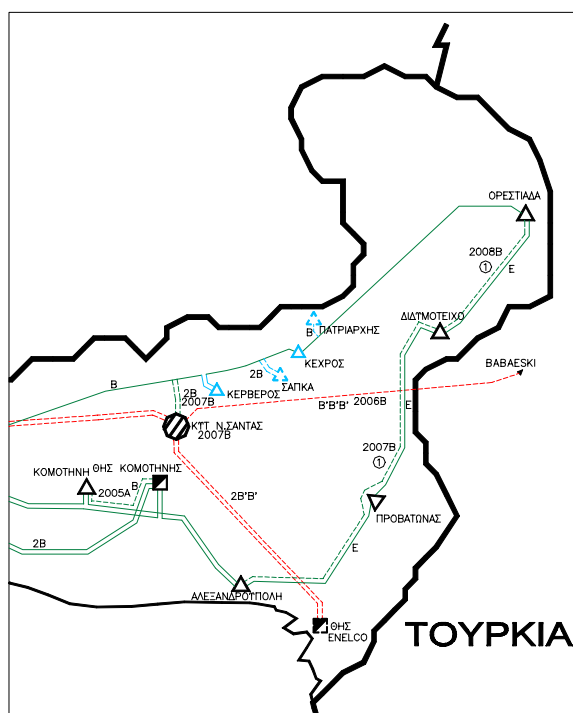 ΟΡΕΣΤΙΑΔΑ
2008Β
1
Ε
ΔΙΔΥΜΟΤΕΙΧΟ
Β
ΠΑΤΡΙΑΡΧΗΣ
ΚΕΧΡΟΣ
BABAESKI
2Β
ΣΑΠΚΑ
Β
2Β
2007Β
ΚΕΡΒΕΡΟΣ
Β'Β'Β' 2006Β
Ε
ΚΥΤ Ν.ΣΑΝΤΑΣ
2007Β
2007Β
1
ΚΟΜΟΤΗΝΗ
ΘΗΣ ΚΟΜΟΤΗΝΗΣ
Β
2005Α
2Β'Β'
ΠΡΟΒΑΤΩΝΑΣ
2Β
Ε
ΑΛΕΞΑΝΔΡΟΥΠΟΛΗ
ΘΗΣ
ENELCO
ΤΟΥΡΚΙΑ